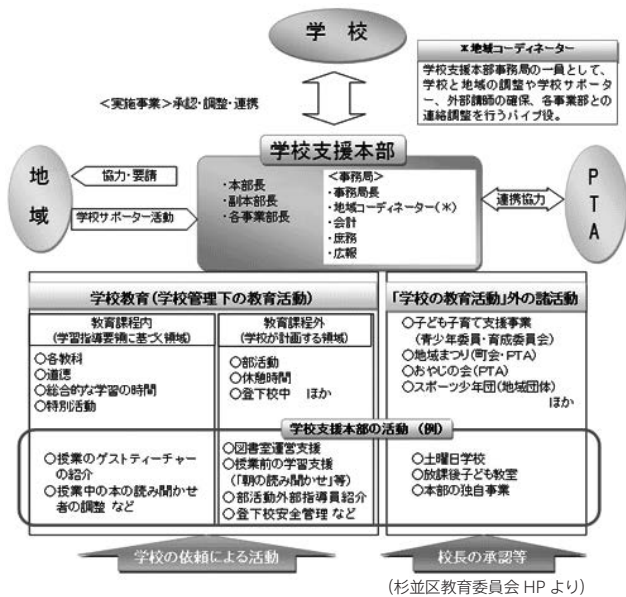 学 校
＊地域コーディネーター
学校支援本部事務局の一員として、
学校と地域の調整や学校サポータ
ー、外部講師の確保、各事業部との
連絡調整を行うパイプ役。
＜実施事業＞承認・調整・連携
学校支援本部
地
域
協力・要請
学校サポーター活動
・本部長
・副本部長
・各事業部長
＜事務局＞
・事務局長
・地域コーディネーター(＊)
・会計
・庶務
・広報
連携協力
P
T
A
学校教育(学校管理下の教育活動)
教育課程内
(学習指導要領に基づく領域)
○各教科
○道徳
○総合的な学習の時間
○特別活動
教育課程外
(学校が計画する領域)
○部活動
○休憩時間
○登下校中 ほか
「学校の教育活動」外の諸活動
○子ども子育て支援事業
(青少年委員・育成委員会)
○地域まつり(町会・PTA)
○おやじの会(PTA)
○スポーツ少年団(地域団体)
ほか
学校支援本部の活動 (例)
○授業のゲストティーチャー
の紹介
○授業中の本の読み聞かせ
者の調整 など
○図書室運営支援
○授業前の学習支援
(「朝の読み聞かせ」等)
○部活動外部指導員紹介
○登下校安全管理 など
○土曜日学校
○放課後子ども教室
○本部の独自事業
学校の依頼による活動
校長の承認等
(杉並区教育委員会 HP より)